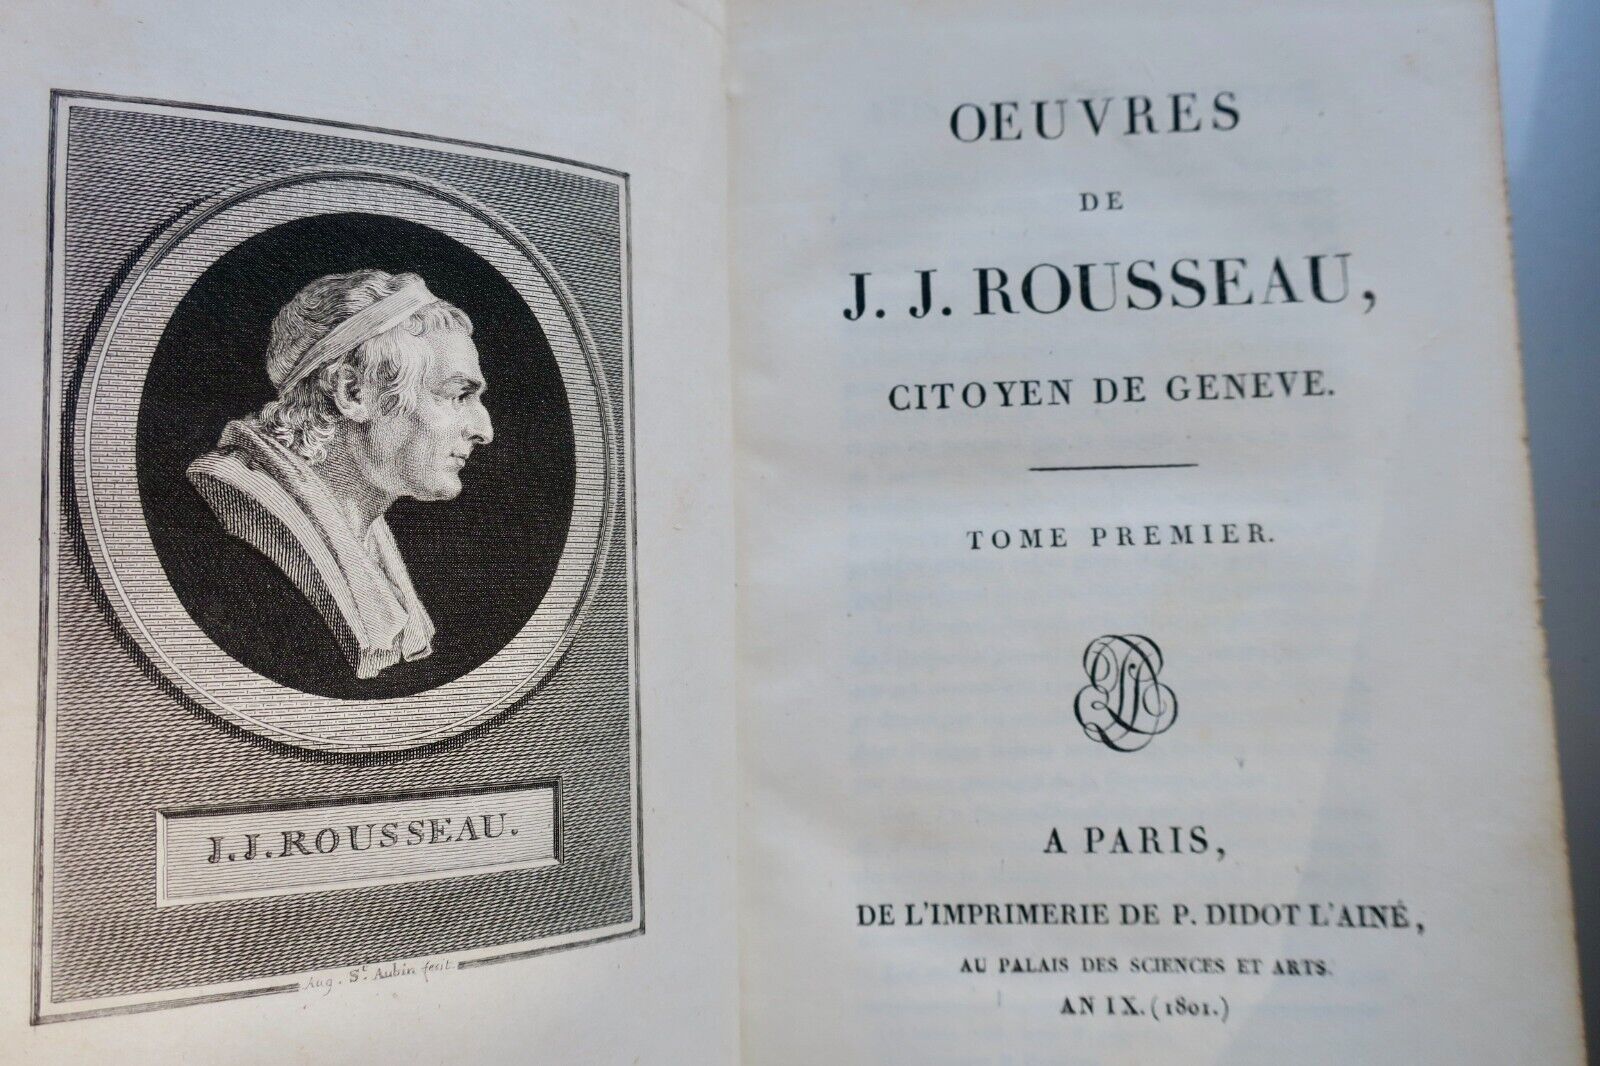 J.J.ROUSSEAU.
Aug. St. Aubin fecit.
OEUVRES
DE
J. J. ROUSSEAU,
CITOYEN DE GENEVE.
TOME PREMIER.
A PARIS,
DE L'IMPRIMERIE DE P. DIDOT L'AINÉ,
AU PALAIS DES SCIENCES ET ARTS.
AN IX. (1801.)